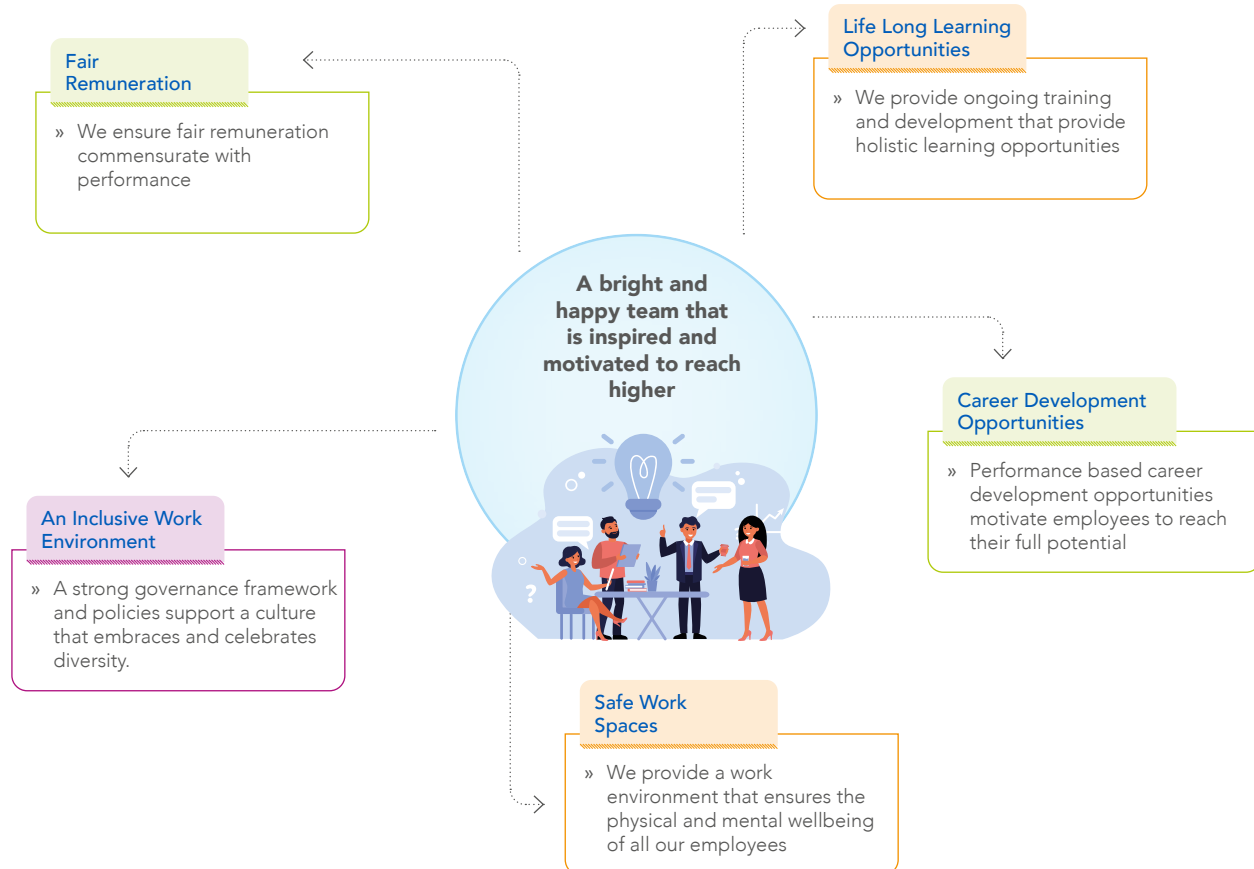 Fair
Remuneration
» We ensure fair remuneration
commensurate with
performance
Life Long Learning
Opportunities
» We provide ongoing training
and development that provide
holistic learning opportunities
A bright and
happy team that
is inspired and
motivated to reach
higher
Career Development
Opportunities
» Performance based career
development opportunities
motivate employees to reach
their full potential
An Inclusive Work
Environment
» A strong governance framework
and policies support a culture
that embraces and celebrates
diversity.
?
Safe Work
Spaces
» We provide a work
environment that ensures the
physical and mental wellbeing
of all our employees